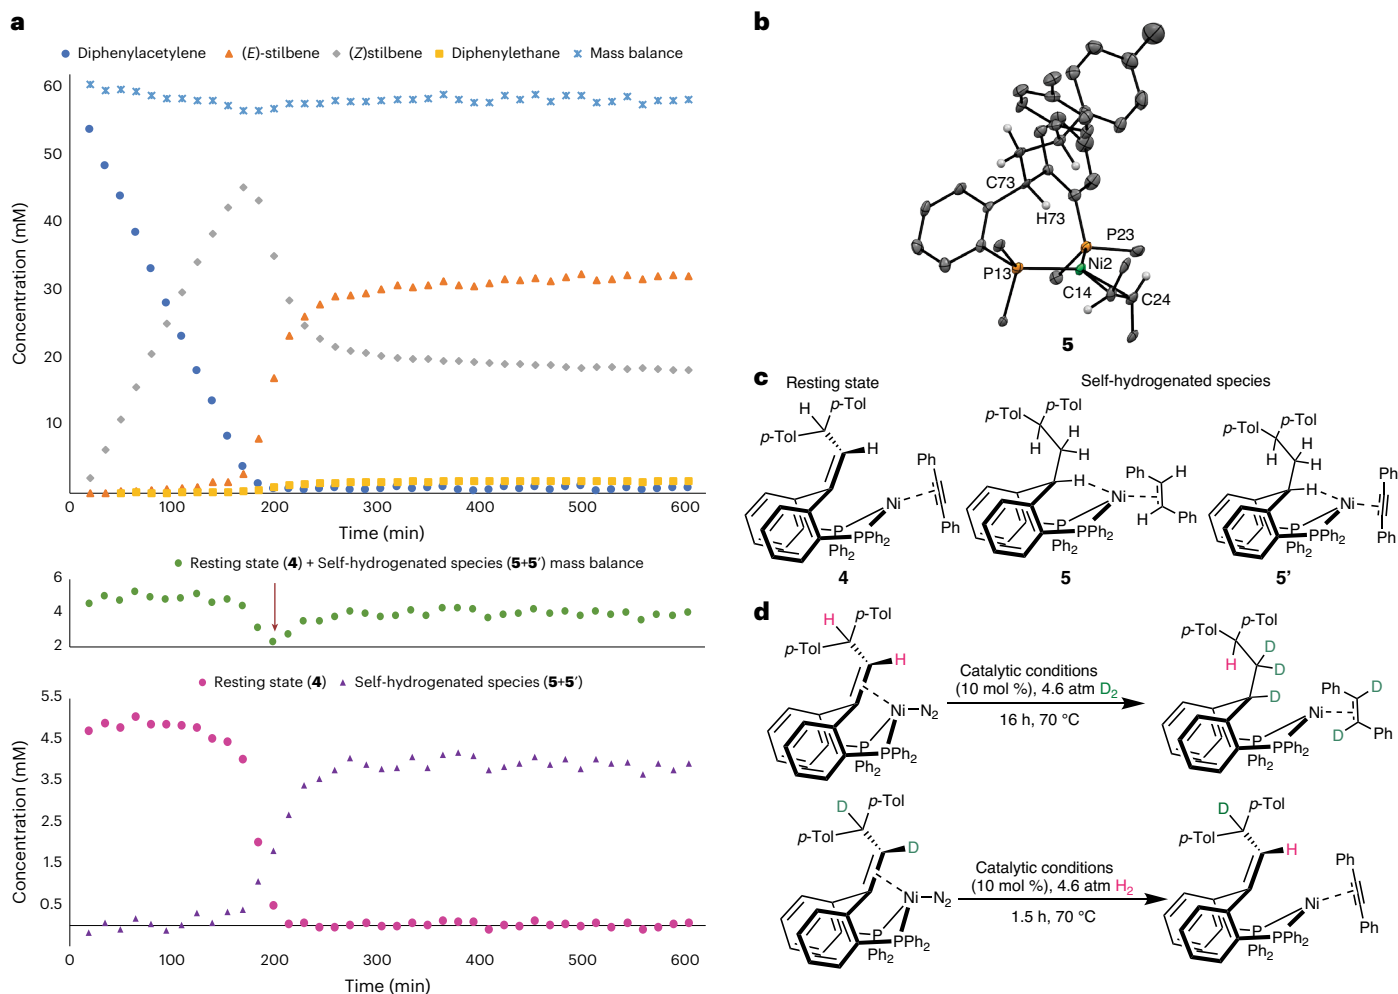 a
Diphenylacetylene (E)-stilbene (Z)stilbene Diphenylethane Mass balance
Concentration (mM)
60
50
40
30
20
10
0 100 200 300 400 500 600
Time (min)
Resting state (4) + Self-hydrogenated species (5+5′) mass balance
6
4
2
Resting state (4) Self-hydrogenated species (5+5′)
Concentration (mM)
5.5
4.5
3.5
2.5
1.5
0.5
0 100 200 300 400 500 600
Time (min)
b
C73
H73
P23
P13
Ni2
C14
C24
5
c
Resting state
Self-hydrogenated species
H p-Tol
p-Tol
H
Ni
Ph
Ph
P
PPh2
Ph2
4
p-Tol p-Tol
H
H
H
H
Ni
Ph H
H Ph
P
PPh2
Ph2
5
p-Tol p-Tol
H
H
H
H
Ni
Ph
Ph
P
PPh2
Ph2
5′
d
H p-Tol
p-Tol
H
Ni N2
P
PPh2
Ph2
Catalytic conditions
(10 mol %), 4.6 atm D2
16 h, 70 °C
p-Tol p-Tol
H
D
D
D
Ni
Ph D
D Ph
P
PPh2
Ph2
D p-Tol
p-Tol
D
Ni N2
P
PPh2
Ph2
Catalytic conditions
(10 mol %), 4.6 atm H2
1.5 h, 70 °C
D p-Tol
p-Tol
H
Ni
Ph
Ph
P
PPh2
Ph2